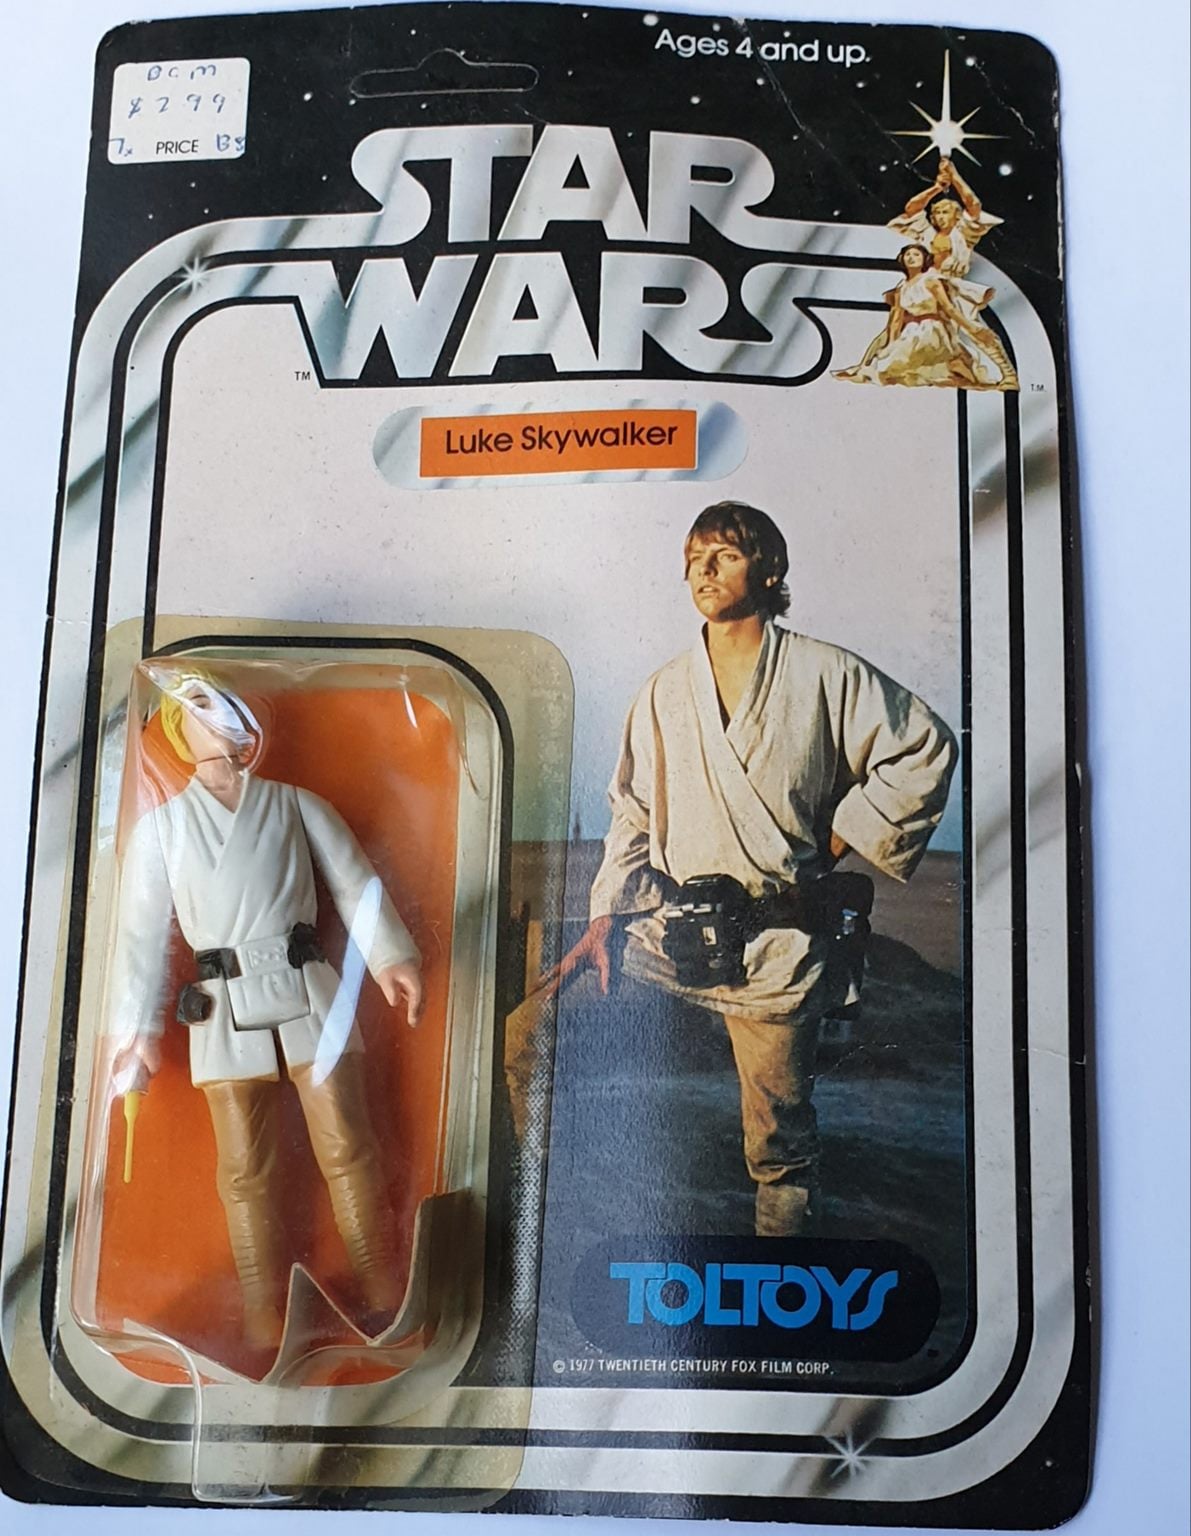 Ages 4 and up.
BCM
$ 2.99
PRICE
STAR
WARS
TM
TM
Luke Skywalker
TOLTOYS
© 1977 TWENTIETH CENTURY FOX FILM CORP.